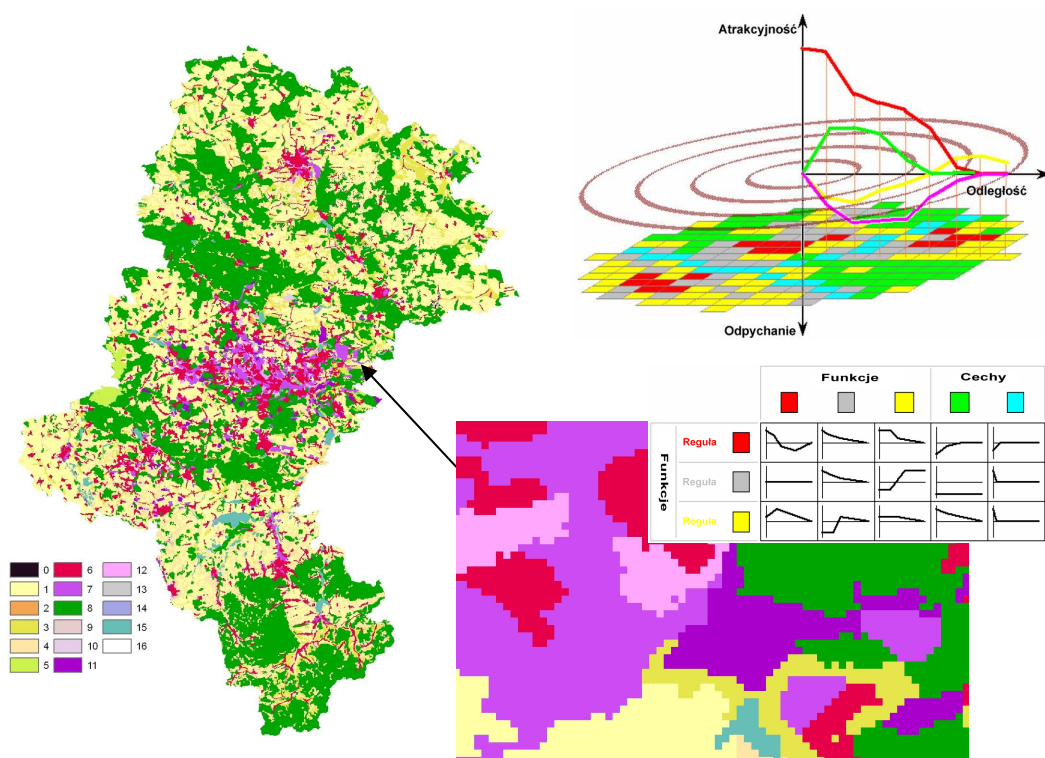 Atrakcyjność
Odległość
Odpychanie
Funkcje Cechy
Funkcje
Reguła
Reguła
Reguła
0 6 12
1 7 13
2 8 14
3 9 15
4 10 16
5 11